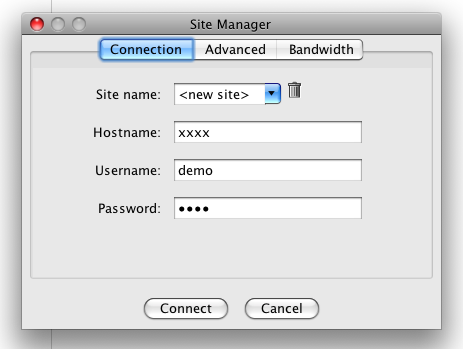 Site Manager
Connection Advanced Bandwidth
Site name: <new site>
Hostname: xxxx
Username: demo
Password: ••••
Connect Cancel